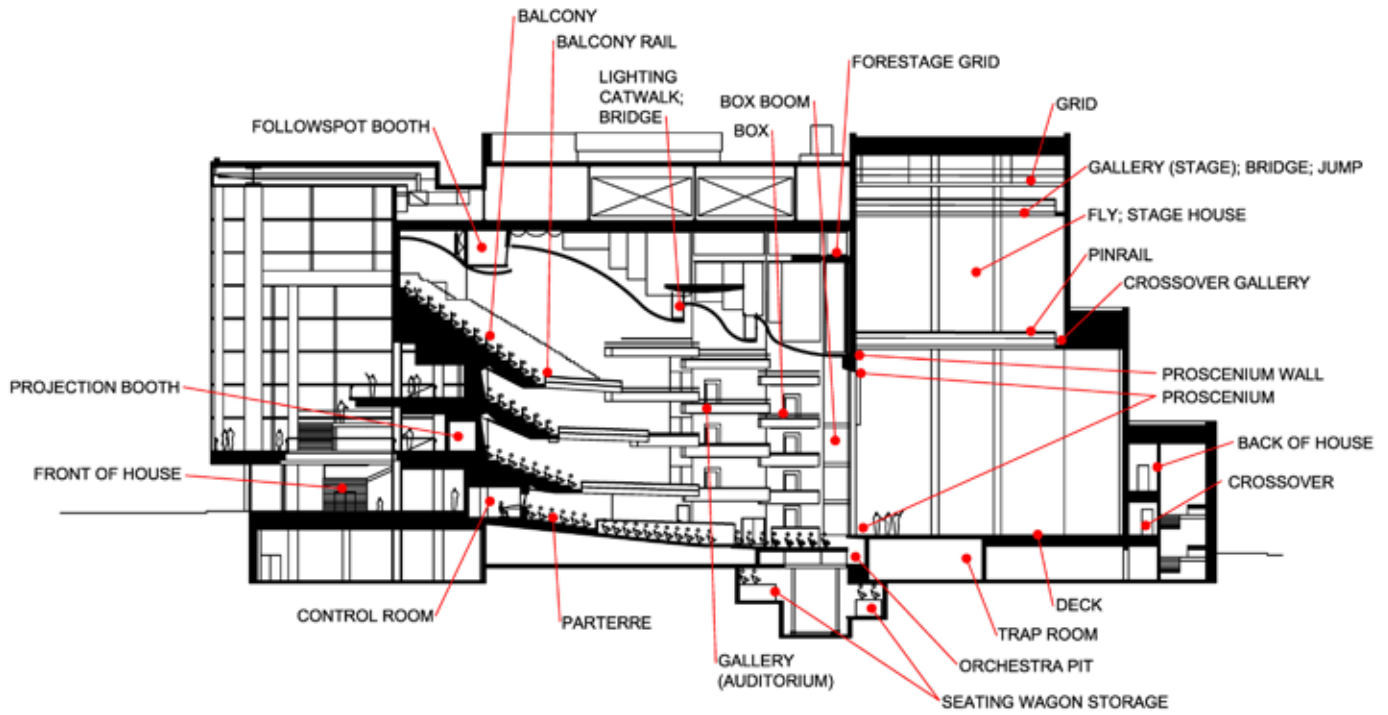 BALCONY
BALCONY RAIL
FORESTAGE GRID
LIGHTING
CATWALK;
BRIDGE
BOX BOOM
GRID
FOLLOWSPOT BOOTH
BOX
GALLERY (STAGE); BRIDGE; JUMP
FLY; STAGE HOUSE
PINRAIL
CROSSOVER GALLERY
PROJECTION BOOTH
PROSCENIUM WALL
PROSCENIUM
BACK OF HOUSE
FRONT OF HOUSE
CROSSOVER
CONTROL ROOM
PARTERRE
DECK
TRAP ROOM
GALLERY
(AUDITORIUM)
ORCHESTRA PIT
SEATING WAGON STORAGE